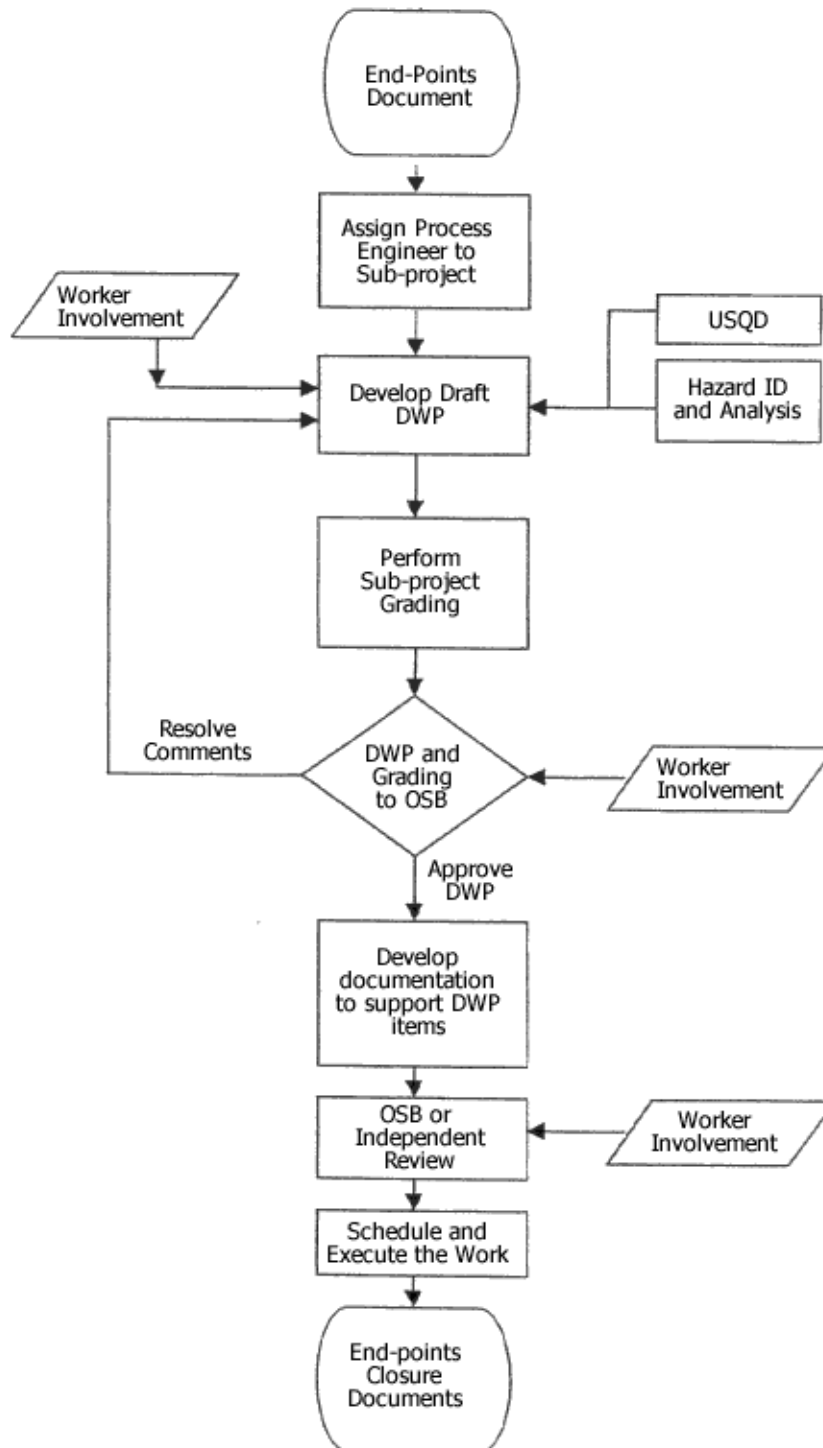 End-Points
Document
Assign Process
Engineer to
Sub-project
Worker
Involvement
USQD
Develop Draft
DWP
Hazard ID
and Analysis
Perform
Sub-project
Grading
Resolve
Comments
DWP and
Grading
to OSB
Worker
Involvement
Approve
DWP
Develop
documentation
to support DWP
items
OSB or
Independent
Review
Worker
Involvement
Schedule and
Execute the Work
End-points
Closure
Documents